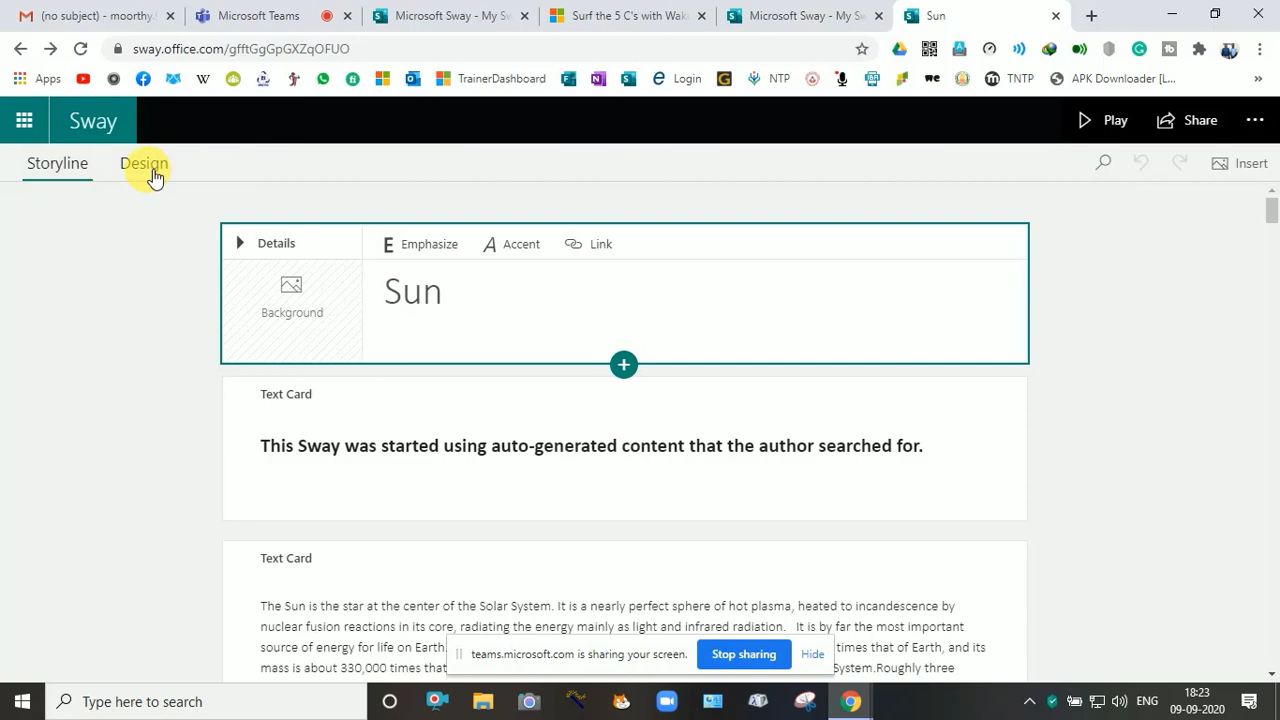 (no subject) - moorthy.s
Microsoft Teams
Microsoft Sway - My Sw
Surf the 5 C's with Wak
Microsoft Sway - My Sw
Sun
sway.office.com/gfftGgGpGXZqOFUO
Apps
TrainerDashboard
Login
NTP
TNTP
APK Downloader [L...
Sway
Play
Share
Storyline
Design
Insert
Details
Emphasize
Accent
Link
Background
Sun
Text Card
This Sway was started using auto-generated content that the author searched for.
Text Card
The Sun is the star at the center of the Solar System. It is a nearly perfect sphere of hot plasma, heated to incandescence by
nuclear fusion reactions in its core, radiating the energy mainly as light and infrared radiation. It is by far the most important
source of energy for life on Earth. times that of Earth, and its
mass is about 330,000 times that System.Roughly three
teams.microsoft.com is sharing your screen.
Stop sharing
Hide
Type here to search
ENG
18:23
09-09-2020